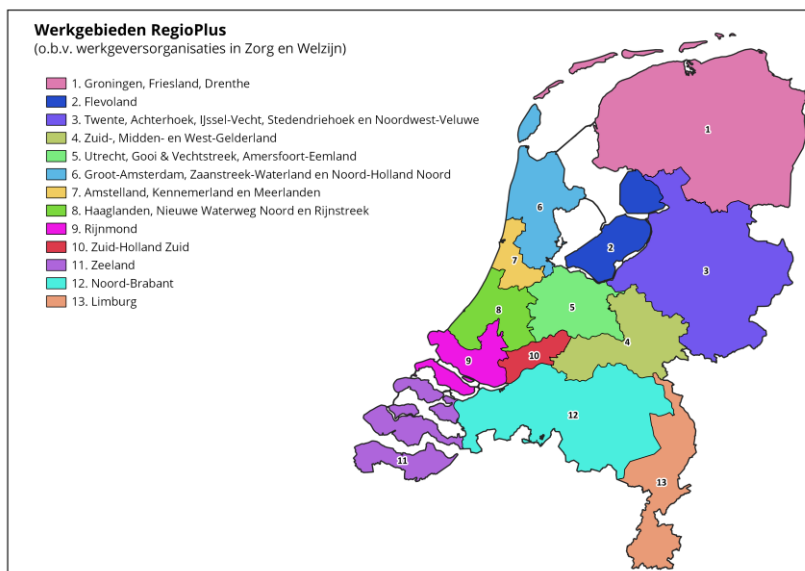 Werkgebieden RegioPlus
(o.b.v. werkgeversorganisaties in Zorg en Welzijn)
1. Groningen, Friesland, Drenthe
2. Flevoland
3. Twente, Achterhoek, IJssel-Vecht, Stedendriehoek en Noordwest-Veluwe
4. Zuid-, Midden- en West-Gelderland
5. Utrecht, Gooi & Vechtstreek, Amersfoort-Eemland
6. Groot-Amsterdam, Zaanstreek-Waterland en Noord-Holland Noord
7. Amstelland, Kennemerland en Meerlanden
8. Haaglanden, Nieuwe Waterweg Noord en Rijnstreek
9. Rijnmond
10. Zuid-Holland Zuid
11. Zeeland
12. Noord-Brabant
13. Limburg
1
6
2
7
3
5
8
4
10
9
12
11
13